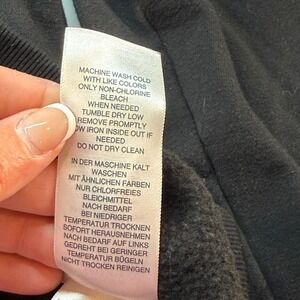 MACHINE WASH COLD
WITH LIKE COLORS
ONLY NON-CHLORINE
BLEACH
WHEN NEEDED
TUMBLE DRY LOW
REMOVE PROMPTLY
OW IRON INSIDE OUT IF
NEEDED
DO NOT DRY CLEAN
IN DER MASCHINE KALT
WASCHEN
MIT ÄHNLICHEN FARBEN
NUR CHLORFREIES
BLEICHMITTEL
NACH BEDARF
BEI NIEDRIGER
TEMPERATUR TROCKNEN
SOFORT HERAUSNEHMEN
NACH BEDARF AUF LINKS
GEDREHT BEI GERINGER
TEMPERATUR BÜGELN
NICHT TROCKEN REINIGEN